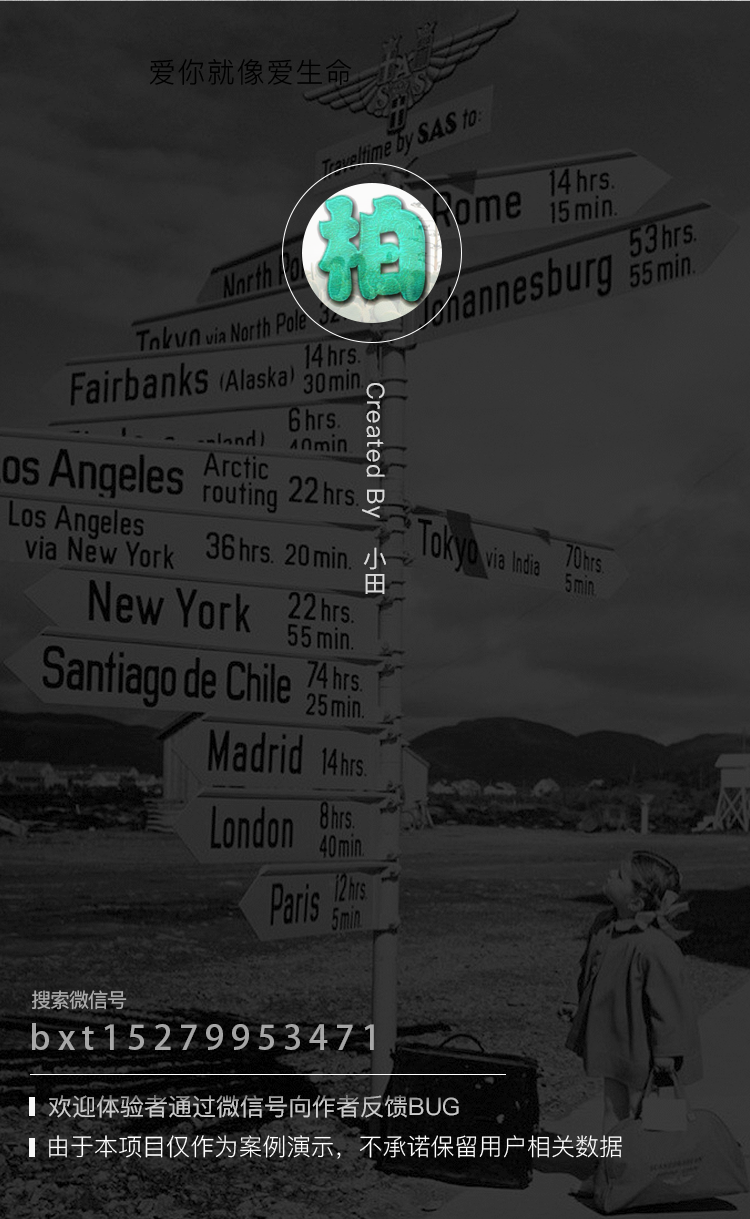 爱你就像爱生命
SAS
Traveltime by SAS to:
Rome 14 hrs. 15 min.
柏
53 hrs. 55 min.
North
Tokyo via North Pole
Fairbanks (Alaska) 14 hrs. 30 min.
6 hrs. 40 min.
Los Angeles Arctic routing 22 hrs.
Los Angeles via New York 36 hrs. 20 min.
Tokyo via India 70 hrs. 5 min.
New York 22 hrs. 55 min.
Santiago de Chile 74 hrs. 25 min.
Madrid 14 hrs.
London 8 hrs. 40 min.
Paris 12 hrs. 5 min.
Created By 小田
搜索微信号
bxt15279953471
欢迎体验者通过微信号向作者反馈BUG
由于本项目仅作为案例演示，不承诺保留用户相关数据